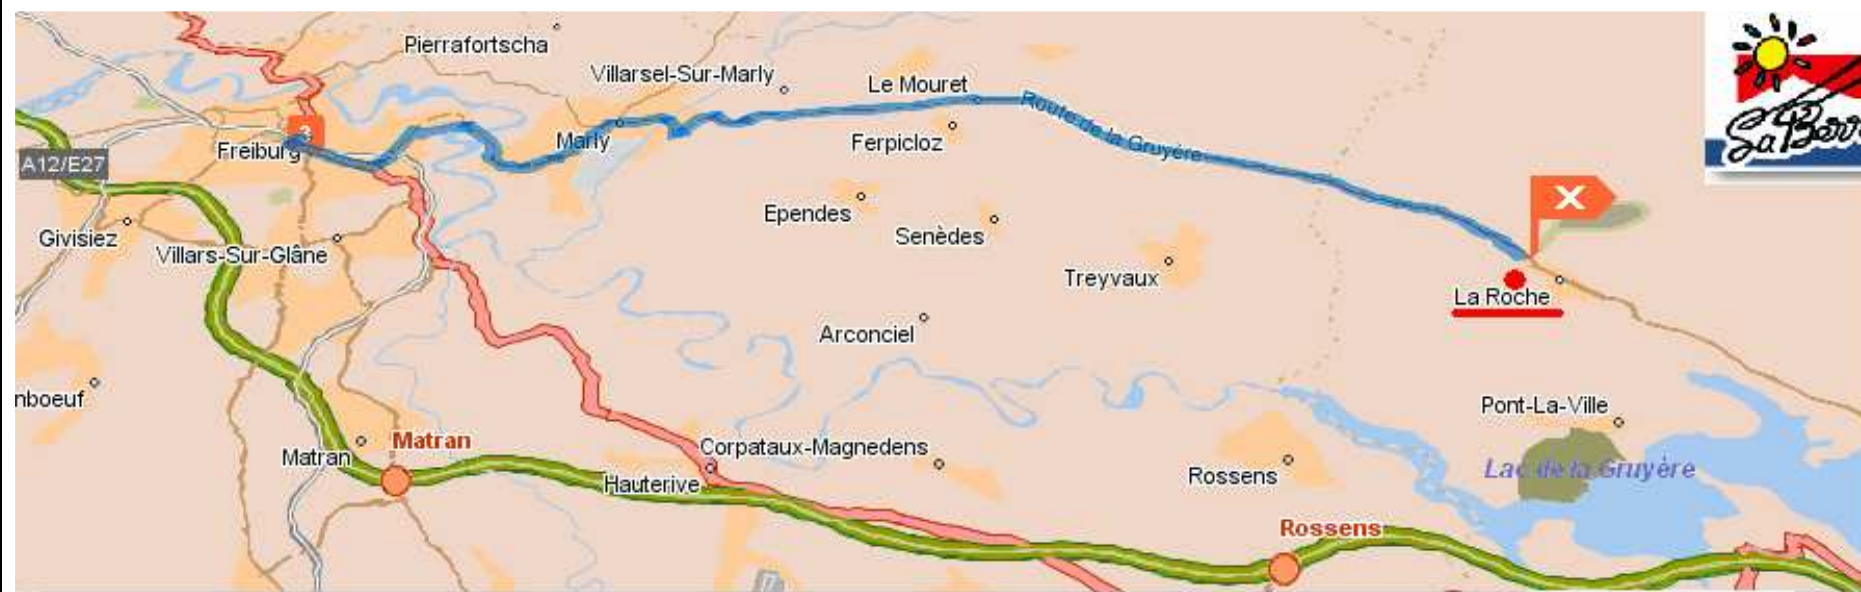 Pierrafortscha
Villarsel-Sur-Marly
Le Mouret
Route de la Gruyère
Marly
Ferpicloz
Freiburg
A12/E27
Ependes
Senèdes
Givisiez
Villars-Sur-Glâne
Treyvaux
La Roche
Arconciel
nboeuf
Pont-La-Ville
Matran
Matran
Corpataux-Magnedens
Lac de la Gruyère
Hauterive
Rossens
Rossens